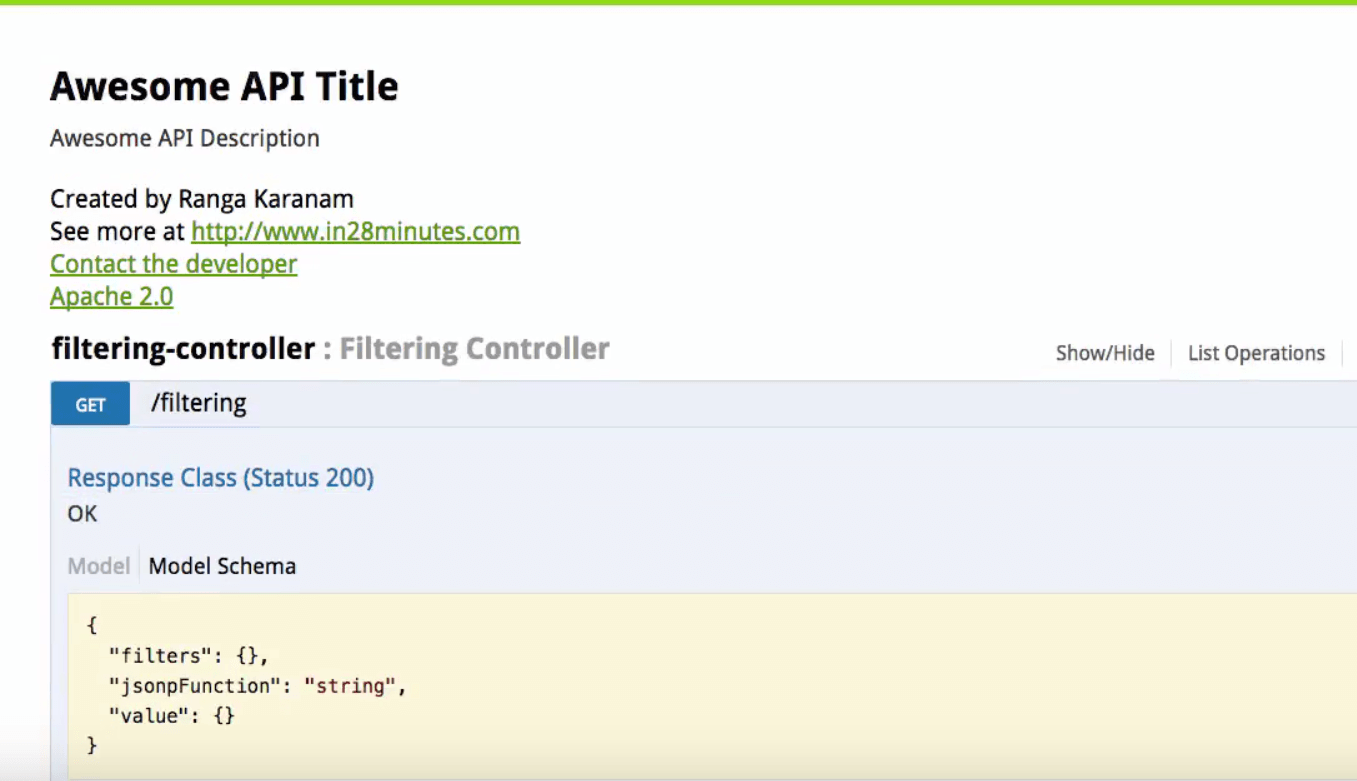 Awesome API Title
Awesome API Description
Created by Ranga Karanam
See more at http://www.in28minutes.com
Contact the developer
Apache 2.0
filtering-controller : Filtering Controller
Show/Hide
List Operations
GET /filtering
Response Class (Status 200)
OK
Model
Model Schema
{
"filters": {},
"jsonpFunction": "string",
"value": {}
}